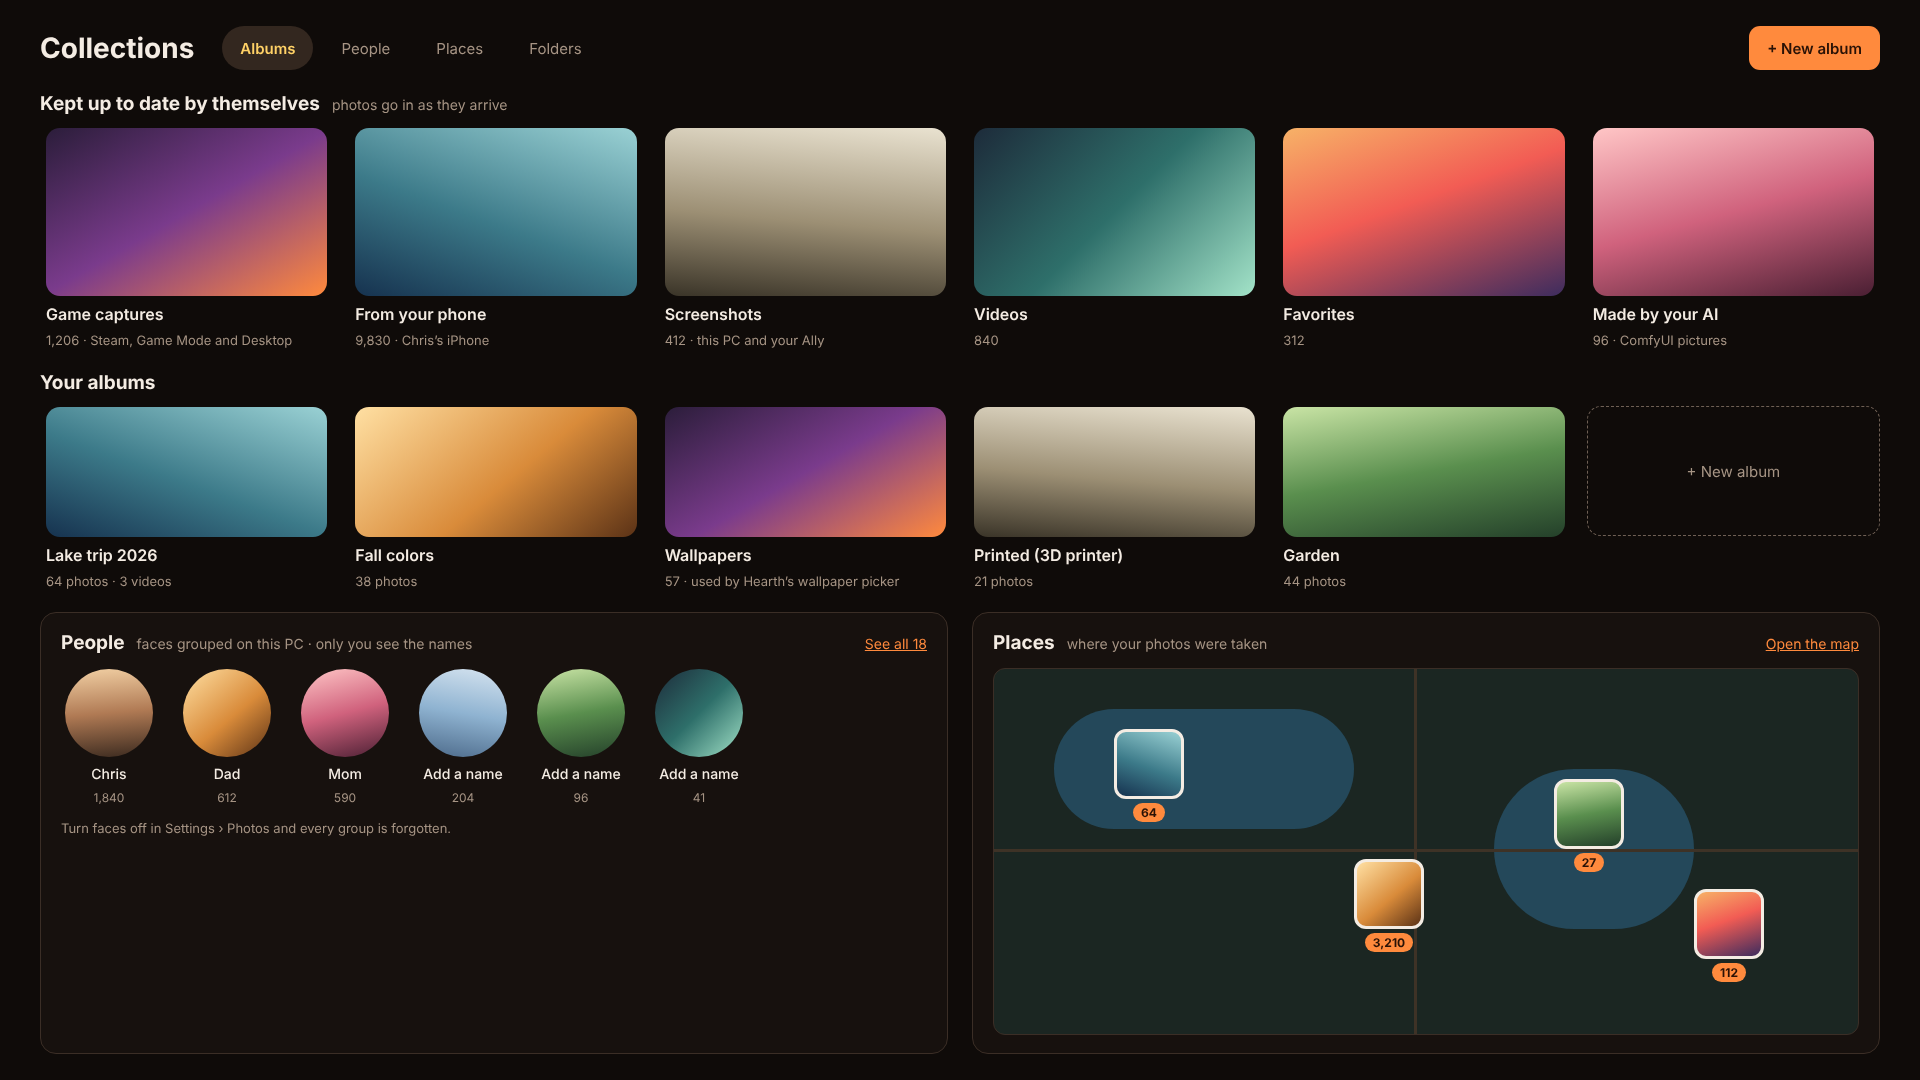 Collections
Albums
People
Places
Folders
+ New album
Kept up to date by themselves
photos go in as they arrive
Game captures
1,206 · Steam, Game Mode and Desktop
From your phone
9,830 · Chris’s iPhone
Screenshots
412 · this PC and your Ally
Videos
840
Favorites
312
Made by your AI
96 · ComfyUI pictures
Your albums
Lake trip 2026
64 photos · 3 videos
Fall colors
38 photos
Wallpapers
57 · used by Hearth’s wallpaper picker
Printed (3D printer)
21 photos
Garden
44 photos
+ New album
People
faces grouped on this PC · only you see the names
See all 18
Chris
1,840
Dad
612
Mom
590
Add a name
204
Add a name
96
Add a name
41
Turn faces off in Settings › Photos and every group is forgotten.
Places
where your photos were taken
Open the map
64
27
3,210
112